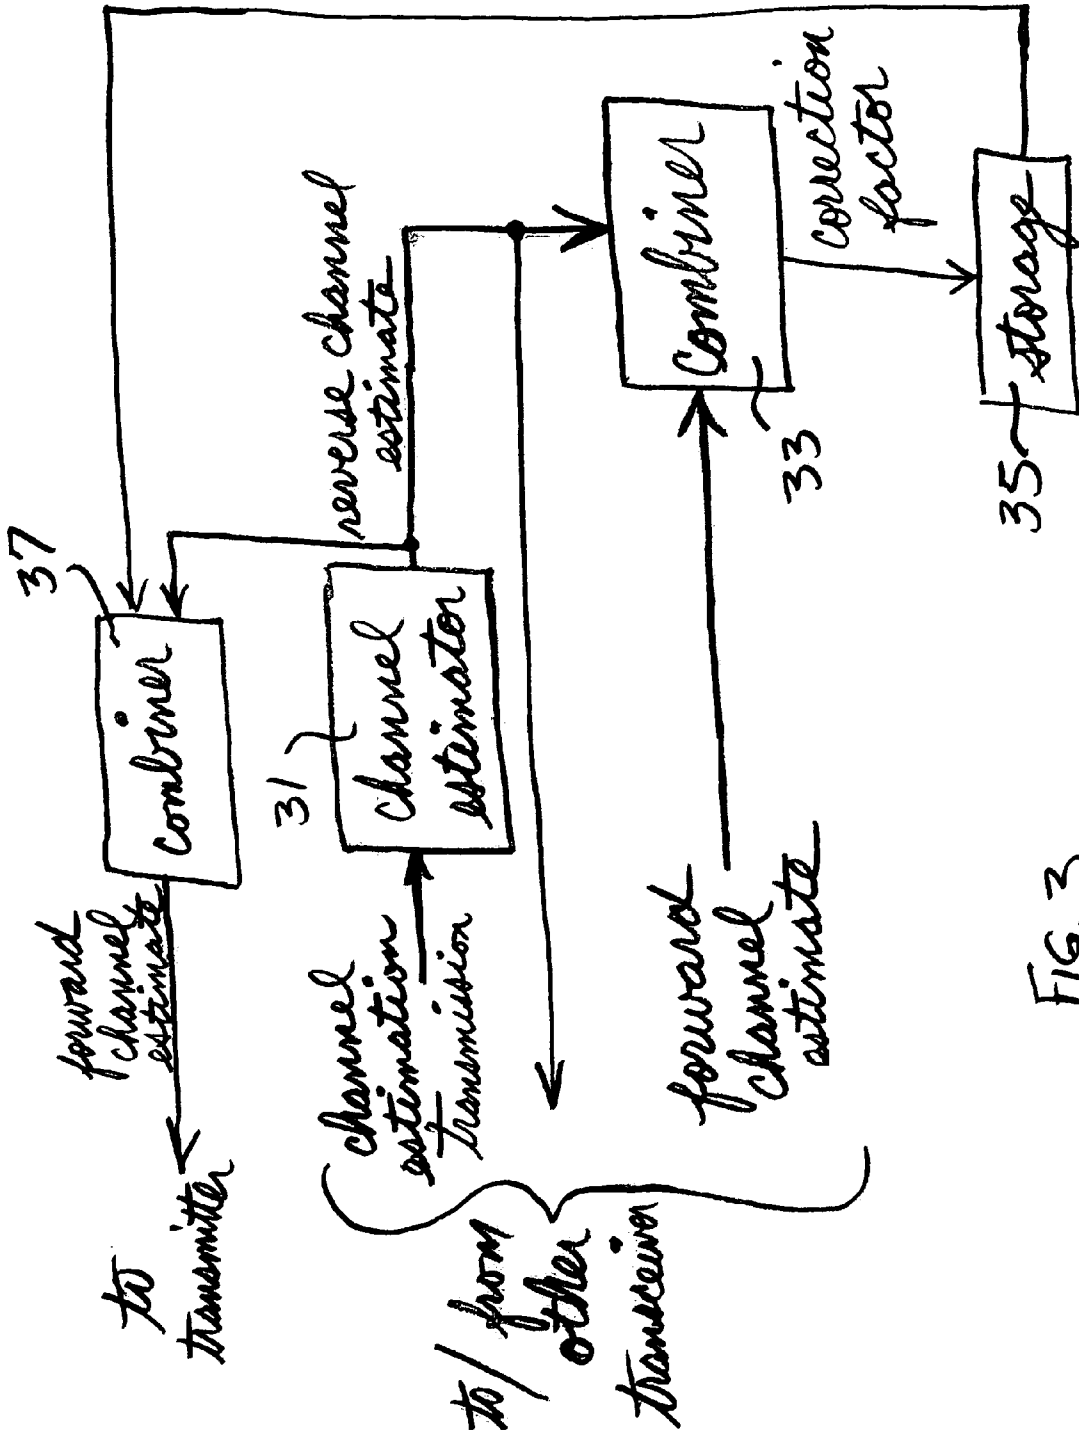 forward
channel
estimate
to
transmitter
37
combiner
reverse channel
estimate
31
channel
estimator
channel
estimation
transmission
to/from
other
transceiver
forward
channel
estimate
combiner
33
correction
factor
35
storage
FIG. 3